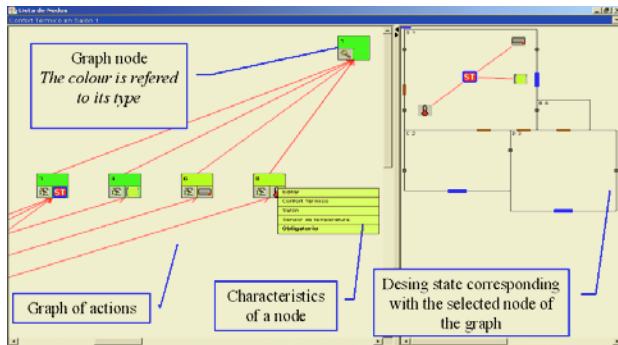 Lista de Nodos
Confort Termico en Salon 1
Graph node
The colour is refered
to its type
ST
ST
Confort Termico
Salon
Sensor de temperatura
Obligatorio
Graph of actions
Characteristics
of a node
Desing state corresponding
with the selected node of
the graph